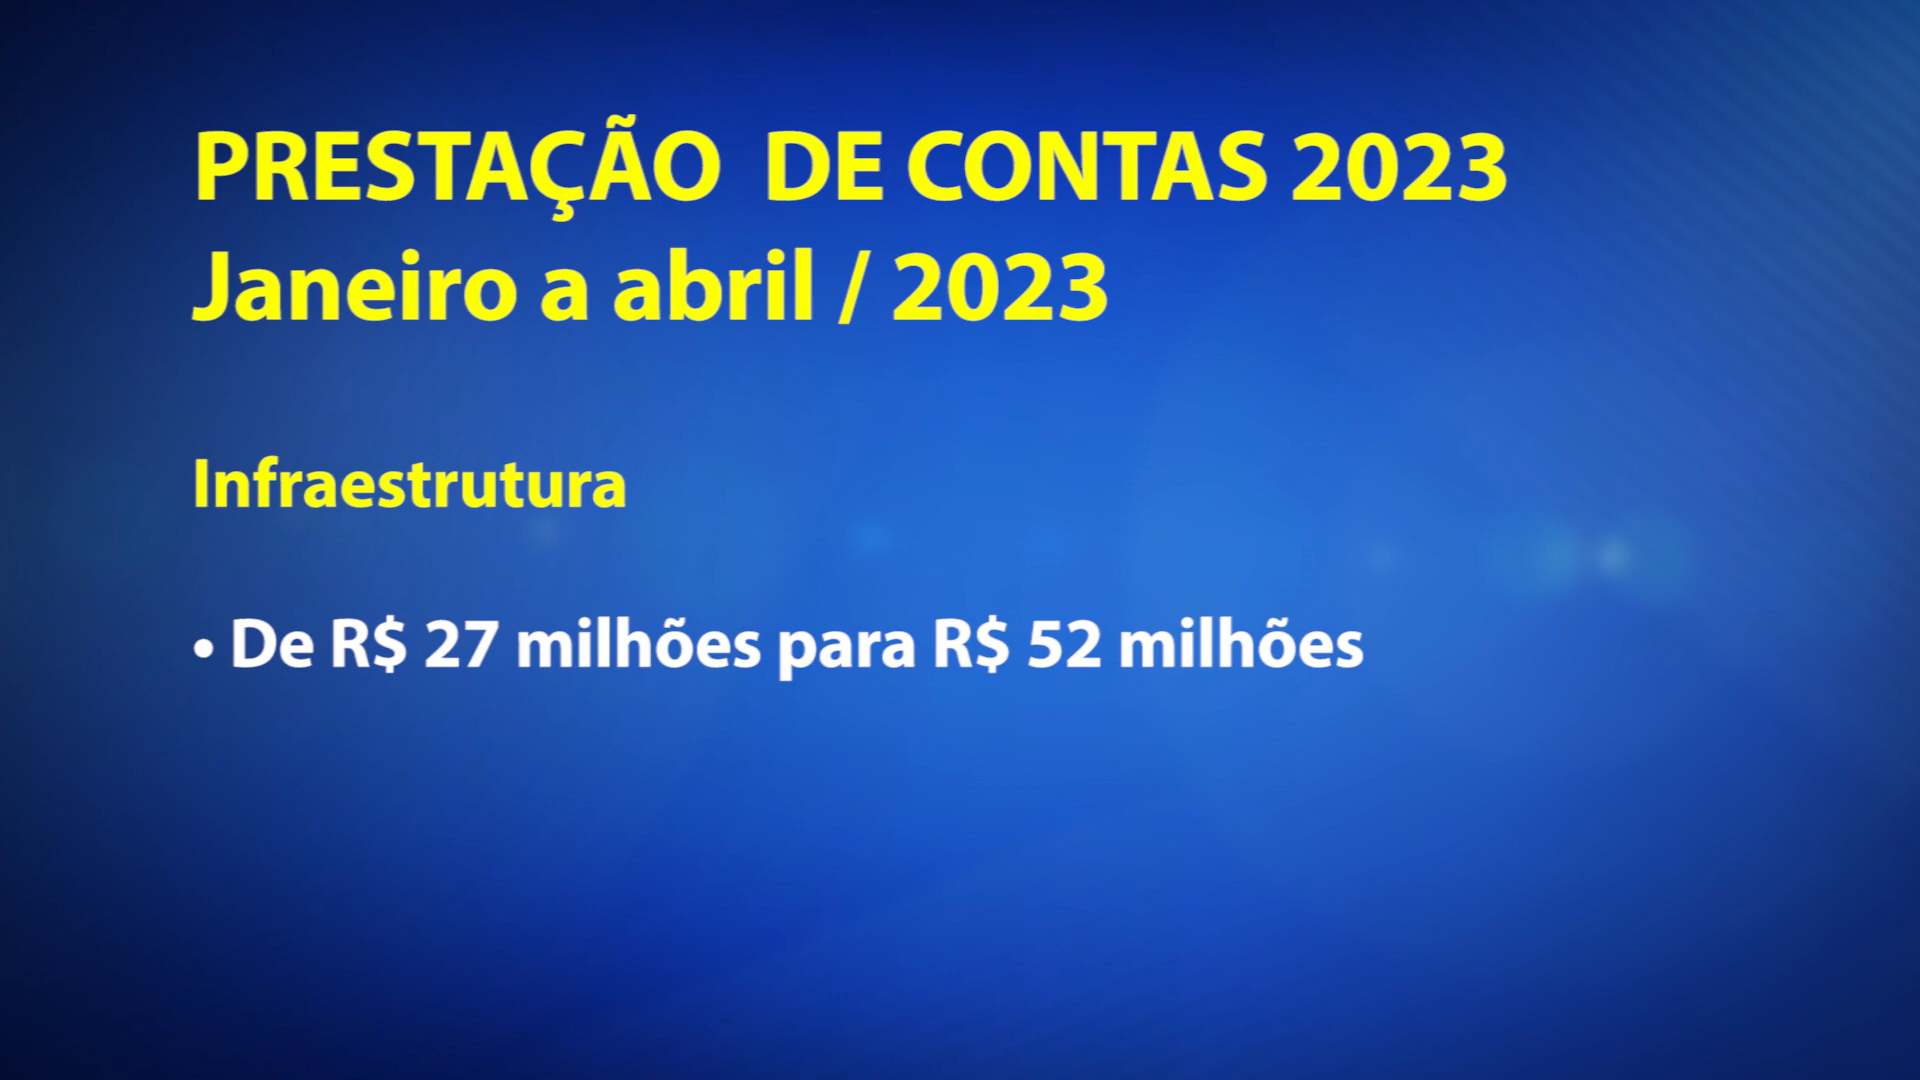 PRESTAÇÃO  DE CONTAS 2023
Janeiro a abril / 2023
Infraestrutura
• De R$ 27 milhões para R$ 52 milhões